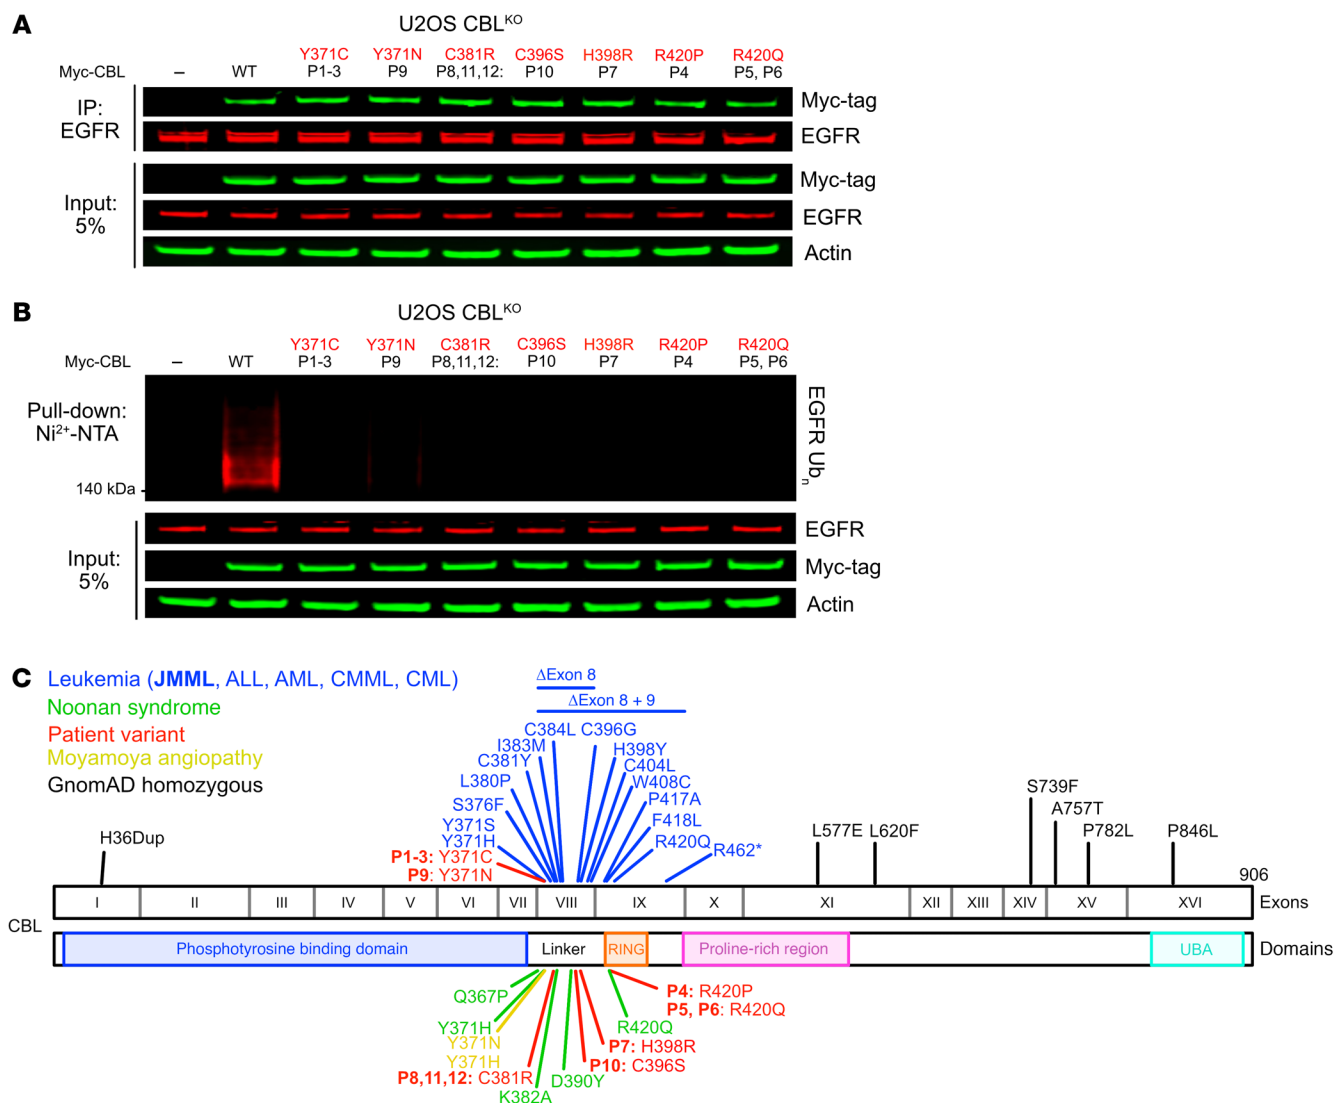 A
U2OS CBLKO
Y371C Y371N C381R C396S H398R R420P R420Q
Myc-CBL – WT P1-3 P9 P8,11,12: P10 P7 P4 P5, P6
IP:
EGFR
Myc-tag
EGFR
Input:
5%
Myc-tag
EGFR
Actin
B
U2OS CBLKO
Y371C Y371N C381R C396S H398R R420P R420Q
Myc-CBL – WT P1-3 P9 P8,11,12: P10 P7 P4 P5, P6
Pull-down:
Ni2+-NTA
140 kDa
EGFR Ubn
Input:
5%
EGFR
Myc-tag
Actin
C
Leukemia (JMML, ALL, AML, CMML, CML)
Noonan syndrome
Patient variant
Moyamoya angiopathy
GnomAD homozygous
ΔExon 8
ΔExon 8 + 9
C384L C396G
I383M H398Y
C381Y C404L
L380P W408C
S376F P417A
Y371S F418L
Y371H R420Q
R462*
P1-3: Y371C
P9: Y371N
H36Dup
L577E L620F
S739F
A757T
P782L
P846L
906
CBL
I II III IV V VI VII VIII IX X XI XII XIII XIV XV XVI Exons
Phosphotyrosine binding domain Linker RING Proline-rich region UBA Domains
Q367P
Y371H
Y371N
Y371H
P8,11,12: C381R
K382A
D390Y
P10: C396S
P7: H398R
R420Q
P4: R420P
P5, P6: R420Q